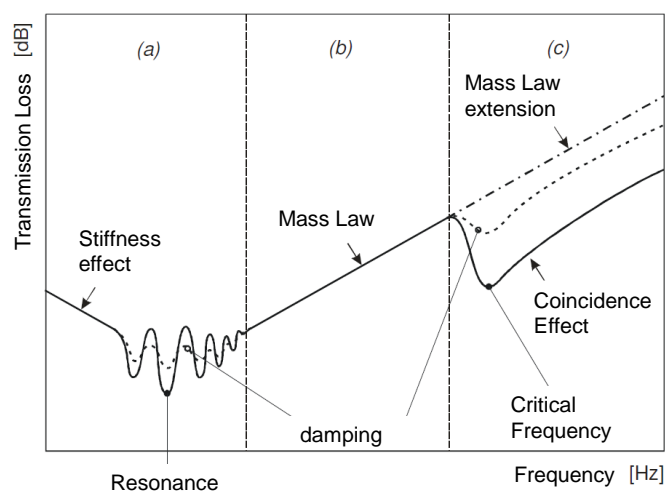 Transmission Loss [dB]
(a)
(b)
(c)
Mass Law
extension
Mass Law
Stiffness
effect
Coincidence
Effect
Critical
Frequency
damping
Resonance
Frequency [Hz]